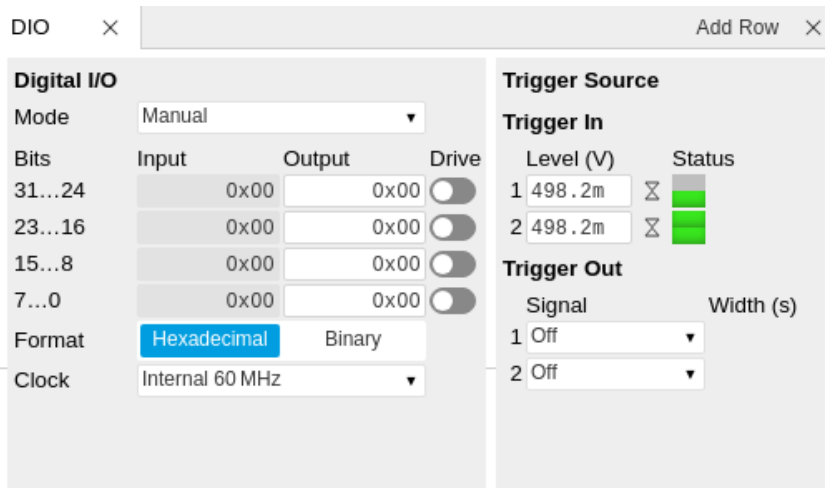 DIO × Add Row ×
Digital I/O
Mode Manual
Bits Input Output Drive
31...24 0x00 0x00
23...16 0x00 0x00
15...8 0x00 0x00
7...0 0x00 0x00
Format Hexadecimal Binary
Clock Internal 60 MHz
Trigger Source
Trigger In
Level (V) Status
1 498.2m
2 498.2m
Trigger Out
Signal Width (s)
1 Off
2 Off